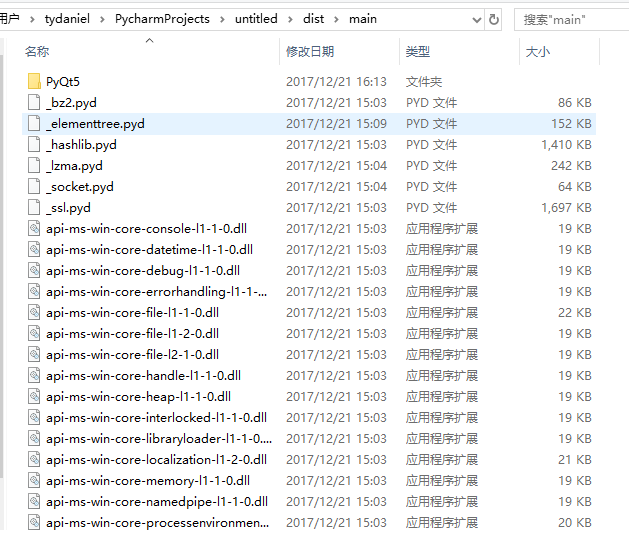 用户 › tydaniel › PycharmProjects › untitled › dist › main 搜索"main"
名称 修改日期 类型 大小
PyQt5 2017/12/21 16:13 文件夹
_bz2.pyd 2017/12/21 15:03 PYD 文件 86 KB
_elementtree.pyd 2017/12/21 15:09 PYD 文件 152 KB
_hashlib.pyd 2017/12/21 15:03 PYD 文件 1,410 KB
_lzma.pyd 2017/12/21 15:04 PYD 文件 242 KB
_socket.pyd 2017/12/21 15:04 PYD 文件 64 KB
_ssl.pyd 2017/12/21 15:03 PYD 文件 1,697 KB
api-ms-win-core-console-l1-1-0.dll 2017/12/21 15:03 应用程序扩展 19 KB
api-ms-win-core-datetime-l1-1-0.dll 2017/12/21 15:03 应用程序扩展 19 KB
api-ms-win-core-debug-l1-1-0.dll 2017/12/21 15:03 应用程序扩展 19 KB
api-ms-win-core-errorhandling-l1-1-... 2017/12/21 15:03 应用程序扩展 19 KB
api-ms-win-core-file-l1-1-0.dll 2017/12/21 15:03 应用程序扩展 22 KB
api-ms-win-core-file-l1-2-0.dll 2017/12/21 15:03 应用程序扩展 19 KB
api-ms-win-core-file-l2-1-0.dll 2017/12/21 15:03 应用程序扩展 19 KB
api-ms-win-core-handle-l1-1-0.dll 2017/12/21 15:03 应用程序扩展 19 KB
api-ms-win-core-heap-l1-1-0.dll 2017/12/21 15:03 应用程序扩展 19 KB
api-ms-win-core-interlocked-l1-1-0.dll 2017/12/21 15:03 应用程序扩展 19 KB
api-ms-win-core-libraryloader-l1-1-0.... 2017/12/21 15:03 应用程序扩展 19 KB
api-ms-win-core-localization-l1-2-0.dll 2017/12/21 15:03 应用程序扩展 21 KB
api-ms-win-core-memory-l1-1-0.dll 2017/12/21 15:03 应用程序扩展 19 KB
api-ms-win-core-namedpipe-l1-1-0.dll 2017/12/21 15:03 应用程序扩展 19 KB
api-ms-win-core-processenvironmen... 2017/12/21 15:03 应用程序扩展 20 KB